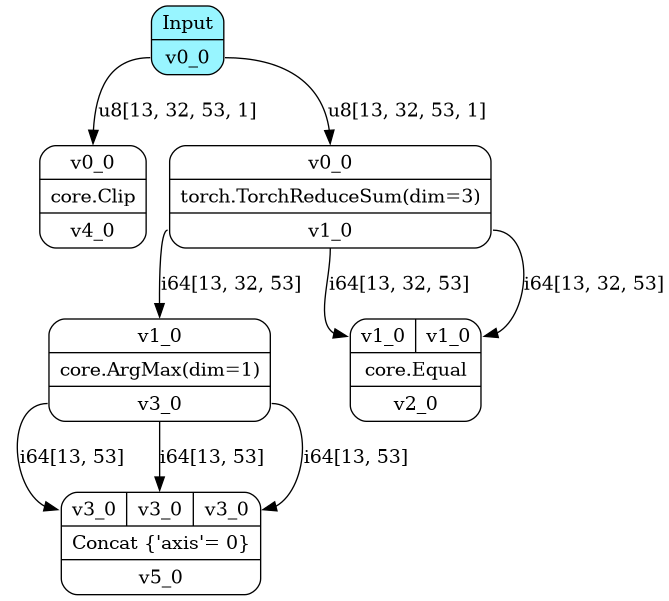 Input
v0_0
u8[13, 32, 53, 1]
u8[13, 32, 53, 1]
v0_0
core.Clip
v4_0
v0_0
torch.TorchReduceSum(dim=3)
v1_0
i64[13, 32, 53]
i64[13, 32, 53]
i64[13, 32, 53]
v1_0
core.ArgMax(dim=1)
v3_0
v1_0 v1_0
core.Equal
v2_0
i64[13, 53]
i64[13, 53]
i64[13, 53]
v3_0 v3_0 v3_0
Concat {'axis'= 0}
v5_0